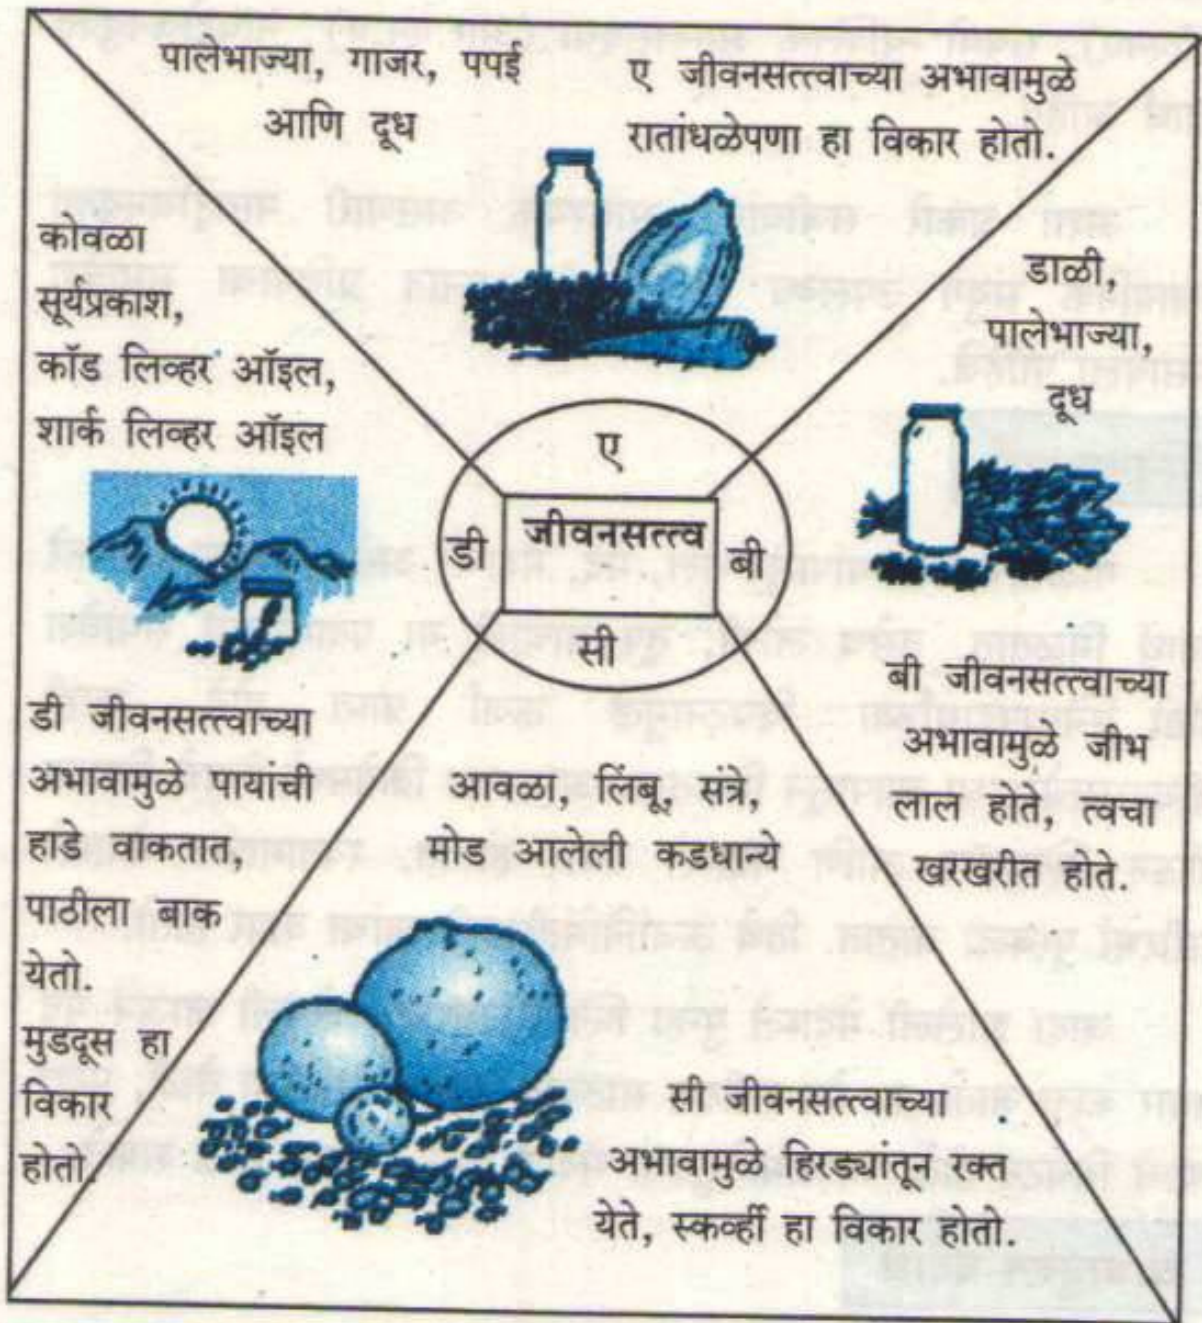 पालेभाज्या, गाजर, पपई
आणि दूध
ए जीवनसत्त्वाच्या अभावामुळे
रातांधळेपणा हा विकार होतो.
कोवळा
सूर्यप्रकाश,
कॉड लिव्हर ऑइल,
शार्क लिव्हर ऑइल
डाळी,
पालेभाज्या,
दूध
ए
डी
जीवनसत्त्व
बी
सी
डी जीवनसत्त्वाच्या
अभावामुळे पायांची
हाडे वाकतात,
पाठीला बाक
येतो.
मुडदूस हा
विकार
होतो.
आवळा, लिंबू, संत्रे,
मोड आलेली कडधान्ये
बी जीवनसत्त्वाच्या
अभावामुळे जीभ
लाल होते, त्वचा
खरखरीत होते.
सी जीवनसत्त्वाच्या
अभावामुळे हिरड्यांतून रक्त
येते, स्कर्व्ही हा विकार होतो.